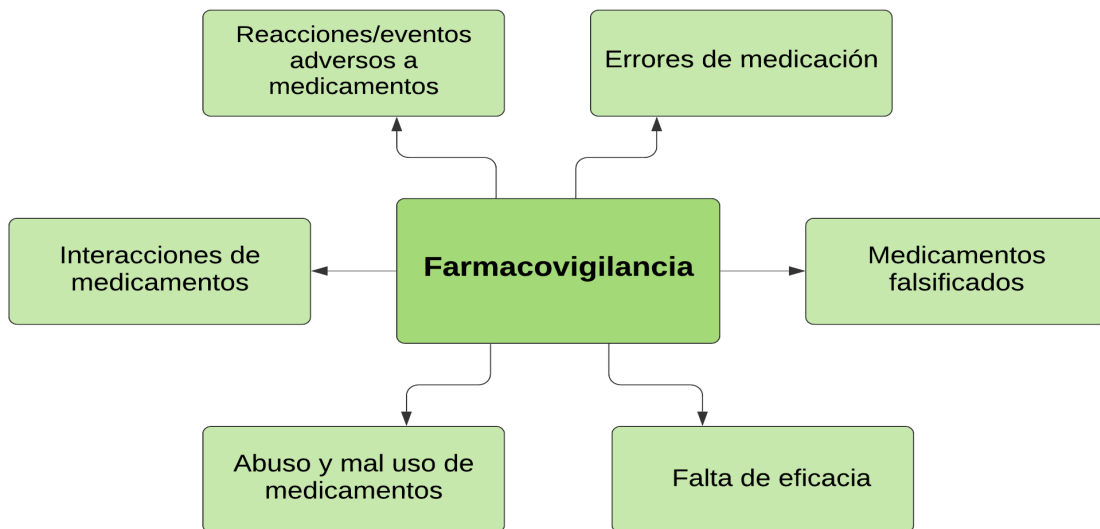 Reacciones/eventos
adversos a
medicamentos
Errores de medicación
Interacciones de
medicamentos
Farmacovigilancia
Medicamentos
falsificados
Abuso y mal uso de
medicamentos
Falta de eficacia